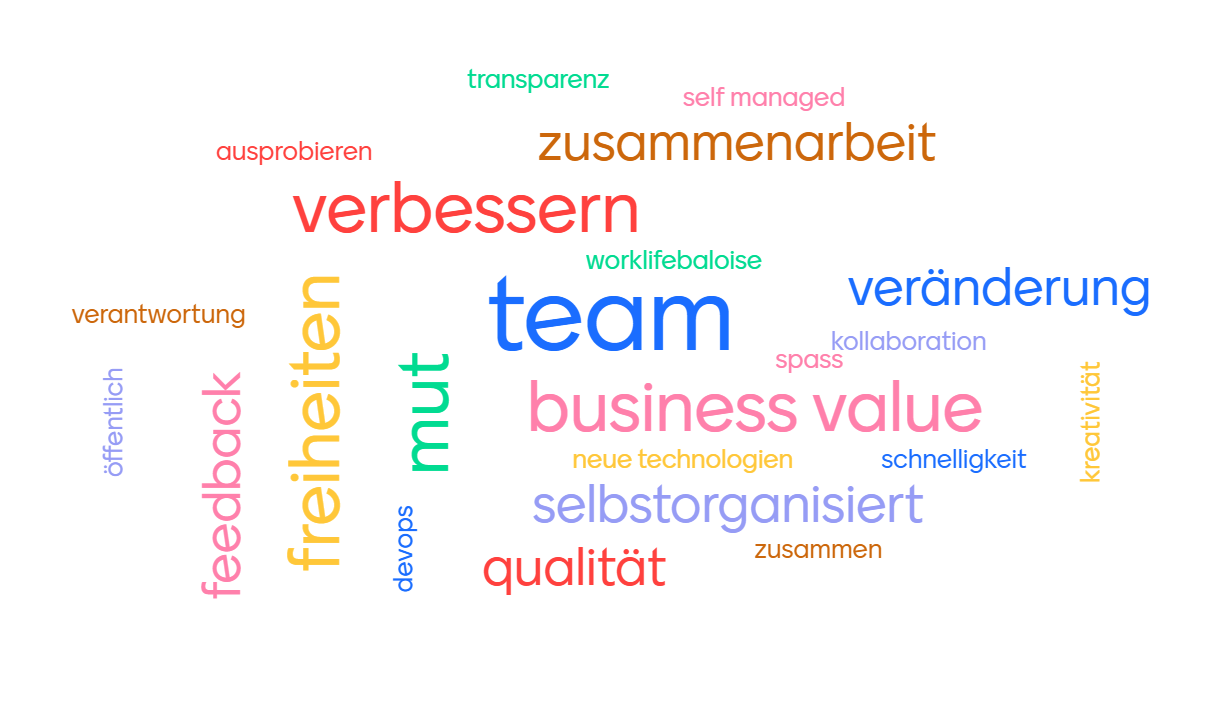 transparenz
self managed
zusammenarbeit
ausprobieren
verbessern
worklifebaloise
team
veränderung
verantwortung
freiheiten
kollaboration
spass
mut
öffentlich
feedback
business value
kreativität
neue technologien
schnelligkeit
selbstorganisiert
devops
zusammen
qualität